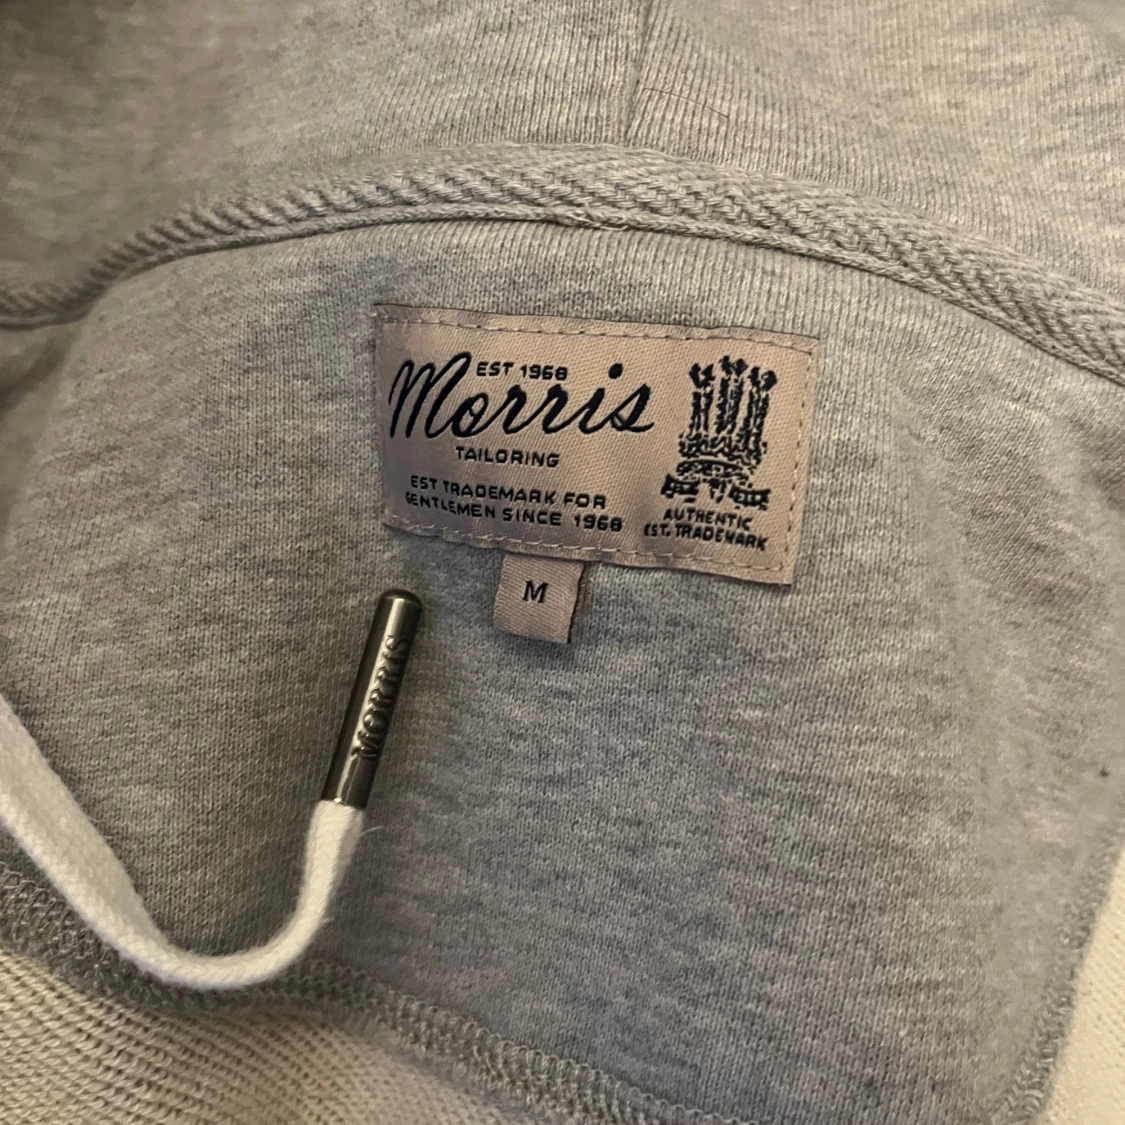 EST 1968
Morris
TAILORING
EST TRADEMARK FOR
GENTLEMEN SINCE 1968
AUTHENTIC
EST. TRADEMARK
M
MORRIS